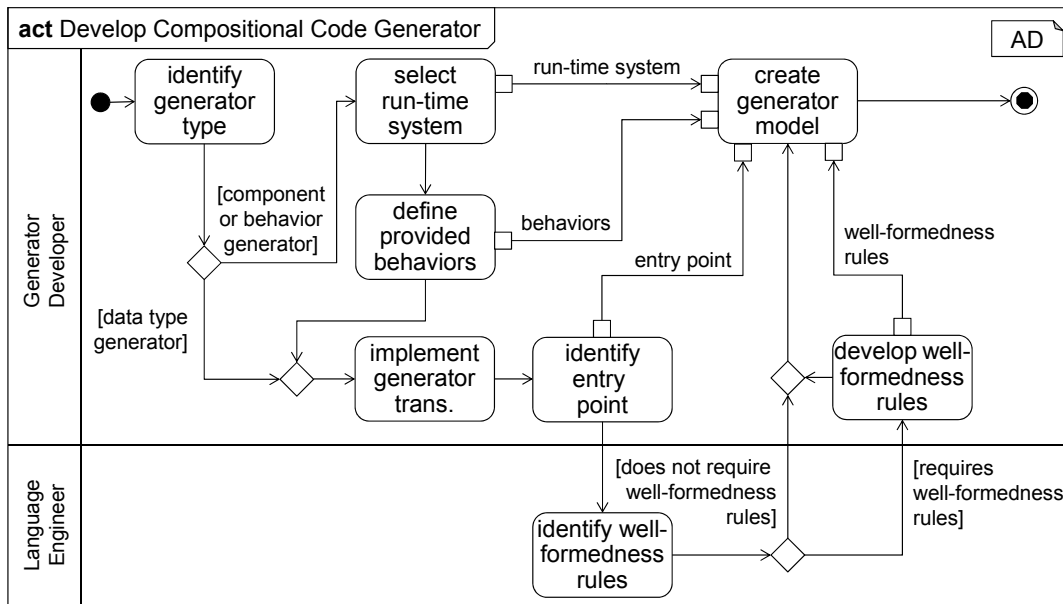 act Develop Compositional Code Generator
AD
identify
generator
type
select
run-time
system
run-time system
create
generator
model
[component
or behavior
generator]
define
provided
behaviors
behaviors
well-formedness
rules
entry point
Generator
Developer
[data type
generator]
implement
generator
trans.
identify
entry
point
develop well-
formedness
rules
[does not require
well-formedness
rules]
[requires
well-formedness
rules]
Language
Engineer
identify well-
formedness
rules